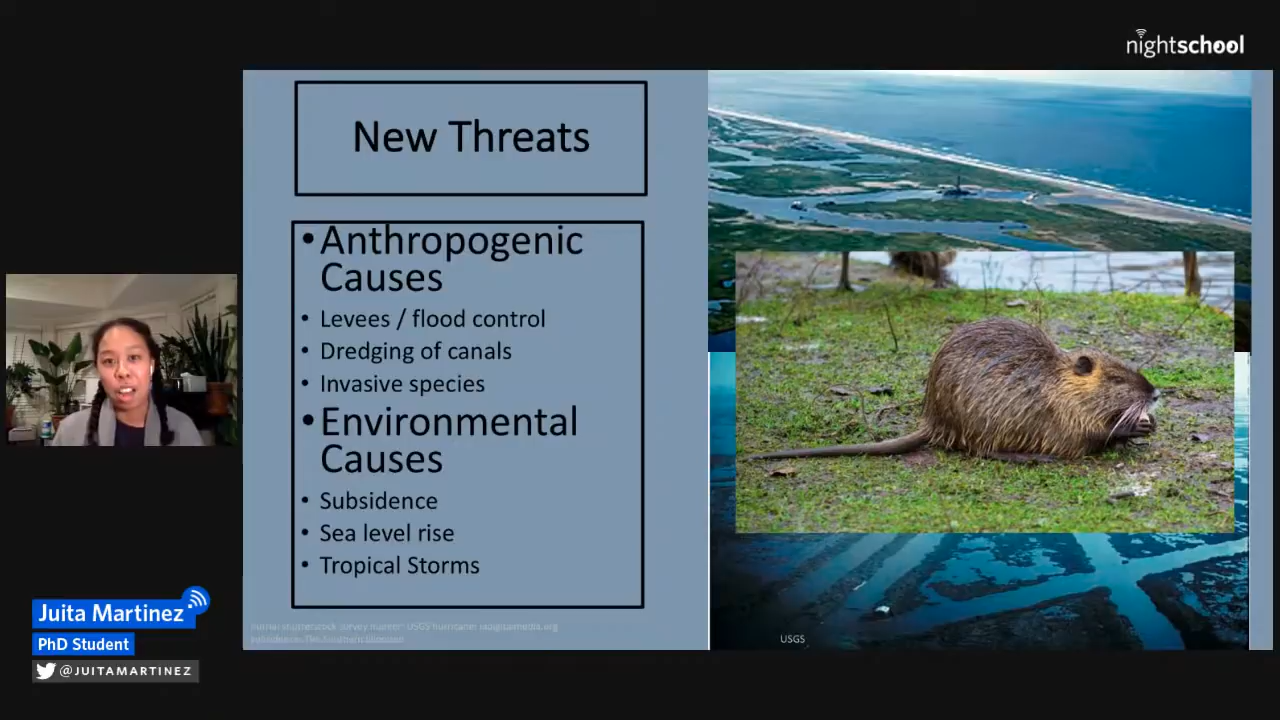 nightschool
New Threats
•Anthropogenic
Causes
• Levees / flood control
• Dredging of canals
• Invasive species
•Environmental
Causes
• Subsidence
• Sea level rise
• Tropical Storms
USGS
Juita Martinez
PhD Student
@JUITAMARTINEZ